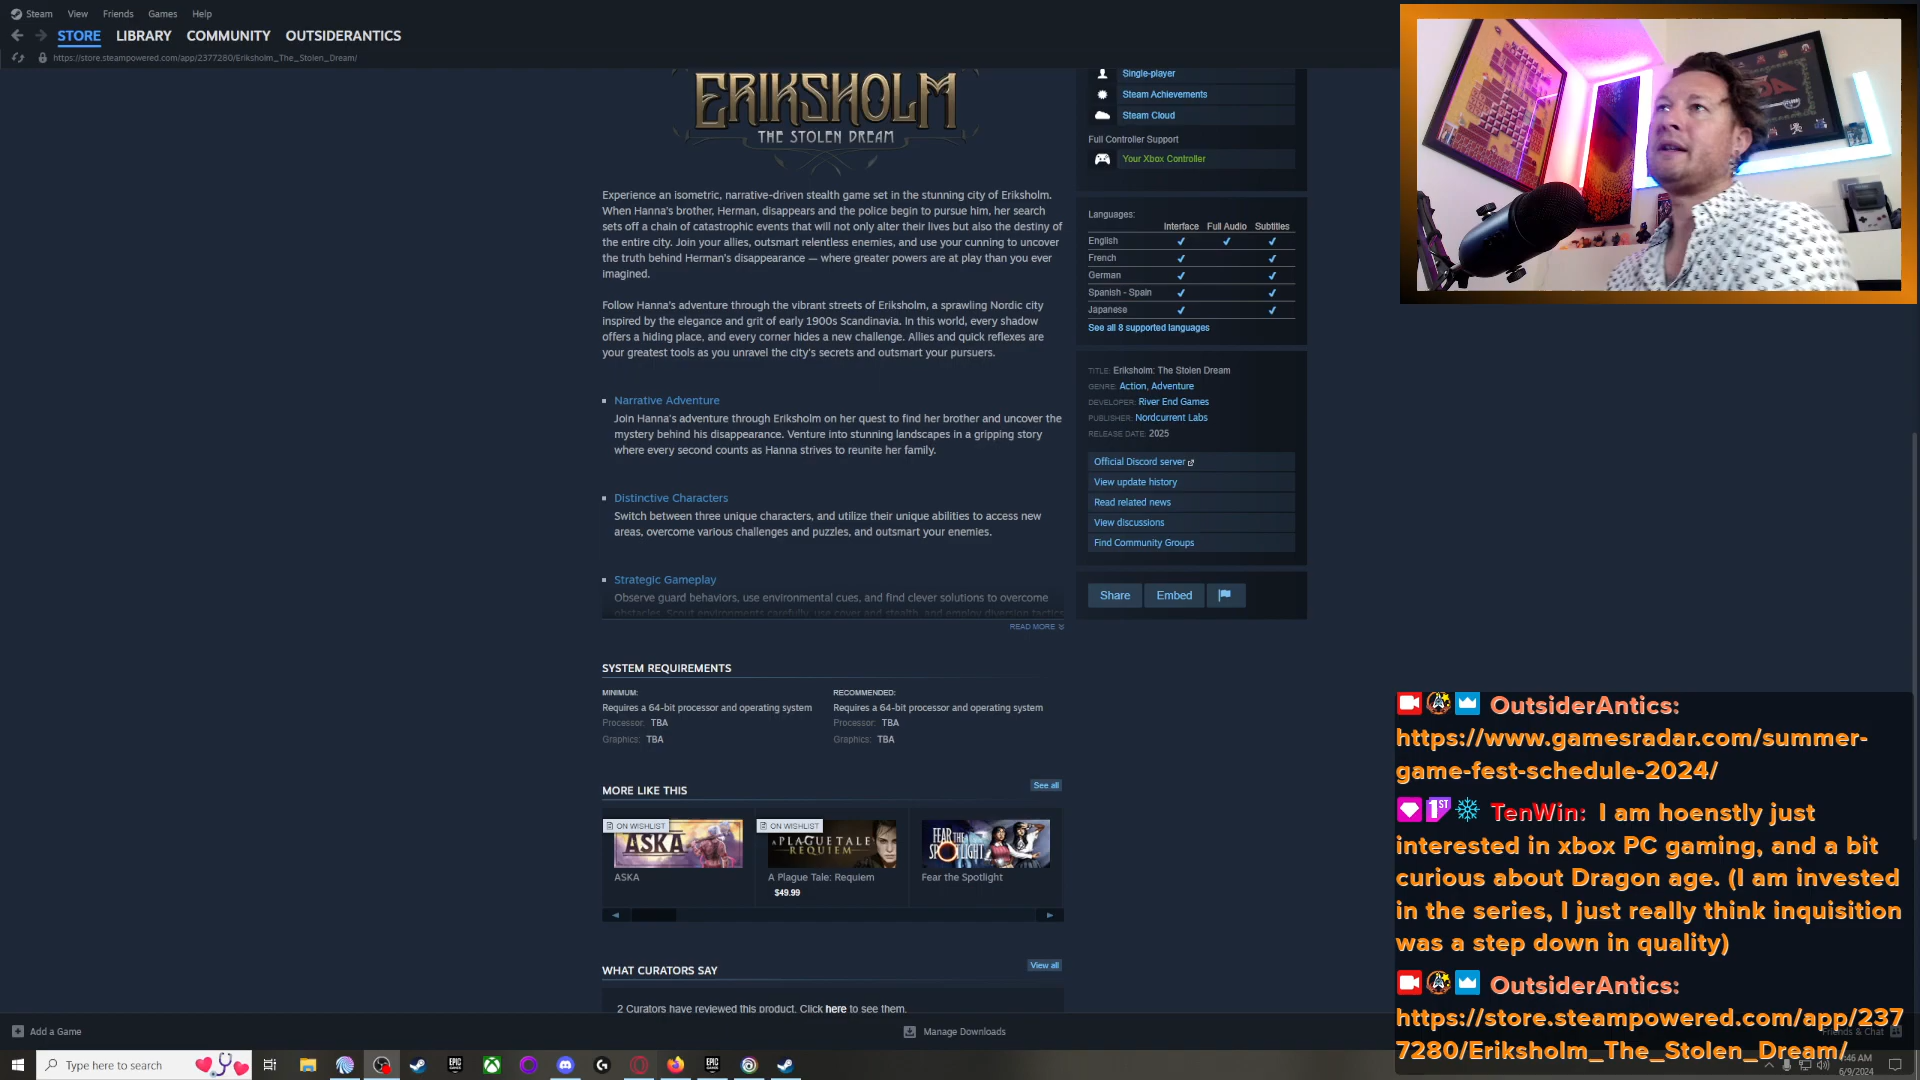 Steam View Friends Games Help
STORE LIBRARY COMMUNITY OUTSIDERANTICS
https://store.steampowered.com/app/2377280/Eriksholm_The_Stolen_Dream/
ERIKSHOLM
THE STOLEN DREAM
Experience an isometric, narrative-driven stealth game set in the stunning city of Eriksholm.
When Hanna's brother, Herman, disappears and the police begin to pursue him, her search
sets off a chain of catastrophic events that will not only alter their lives but also the destiny of
the entire city. Join your allies, outsmart relentless enemies, and use your cunning to uncover
the truth behind Herman's disappearance — where greater powers are at play than you ever
imagined.
Follow Hanna's adventure through the vibrant streets of Eriksholm, a sprawling Nordic city
inspired by the elegance and grit of early 1900s Scandinavia. In this world, every shadow
offers a hiding place, and every corner hides a new challenge. Allies and quick reflexes are
your greatest tools as you unravel the city's secrets and outsmart your pursuers.
Narrative Adventure
Join Hanna's adventure through Eriksholm on her quest to find her brother and uncover the
mystery behind his disappearance. Venture into stunning landscapes in a gripping story
where every second counts as Hanna strives to reunite her family.
Distinctive Characters
Switch between three unique characters, and utilize their unique abilities to access new
areas, overcome various challenges and puzzles, and outsmart your enemies.
Strategic Gameplay
Observe guard behaviors, use environmental cues, and find clever solutions to overcome
obstacles. Scout environments carefully, use cover and stealth, and employ diversion tactics
READ MORE
SYSTEM REQUIREMENTS
MINIMUM:
Requires a 64-bit processor and operating system
Processor: TBA
Graphics: TBA
RECOMMENDED:
Requires a 64-bit processor and operating system
Processor: TBA
Graphics: TBA
MORE LIKE THIS
See all
ON WISHLIST
ASKA
ASKA
ON WISHLIST
A PLAGUE TALE
REQUIEM
A Plague Tale: Requiem
$49.99
FEAR THE
SPOTLIGHT
Fear the Spotlight
WHAT CURATORS SAY
View all
2 Curators have reviewed this product. Click here to see them.
Single-player
Steam Achievements
Steam Cloud
Full Controller Support
Your Xbox Controller
Languages:
Interface Full Audio Subtitles
English ✔ ✔ ✔
French ✔ ✔
German ✔ ✔
Spanish - Spain ✔ ✔
Japanese ✔ ✔
See all 8 supported languages
TITLE: Eriksholm: The Stolen Dream
GENRE: Action, Adventure
DEVELOPER: River End Games
PUBLISHER: Nordcurrent Labs
RELEASE DATE: 2025
Official Discord server
View update history
Read related news
View discussions
Find Community Groups
Share Embed
OutsiderAntics:
https://www.gamesradar.com/summer-
game-fest-schedule-2024/
1ST TenWin: I am hoenstly just
interested in xbox PC gaming, and a bit
curious about Dragon age. (I am invested
in the series, I just really think inquisition
was a step down in quality)
OutsiderAntics:
https://store.steampowered.com/app/237
7280/Eriksholm_The_Stolen_Dream/
Add a Game
Manage Downloads
Friends & Chat
Type here to search
:46 AM
6/9/2024